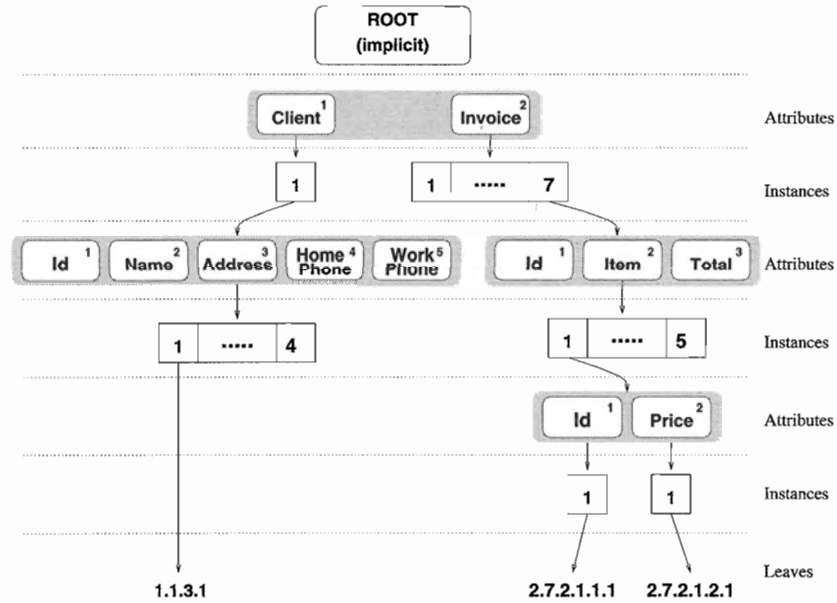 ROOT
(implicit)
Client 1 Invoice 2 Attributes
1 1 ..... 7 Instances
Id 1 Name 2 Address 3 Home 4 Phone Work 5 Phone Id 1 Item 2 Total 3 Attributes
1 ..... 4 1 ..... 5 Instances
Id 1 Price 2 Attributes
1 1 Instances
Leaves
1.1.3.1 2.7.2.1.1.1 2.7.2.1.2.1